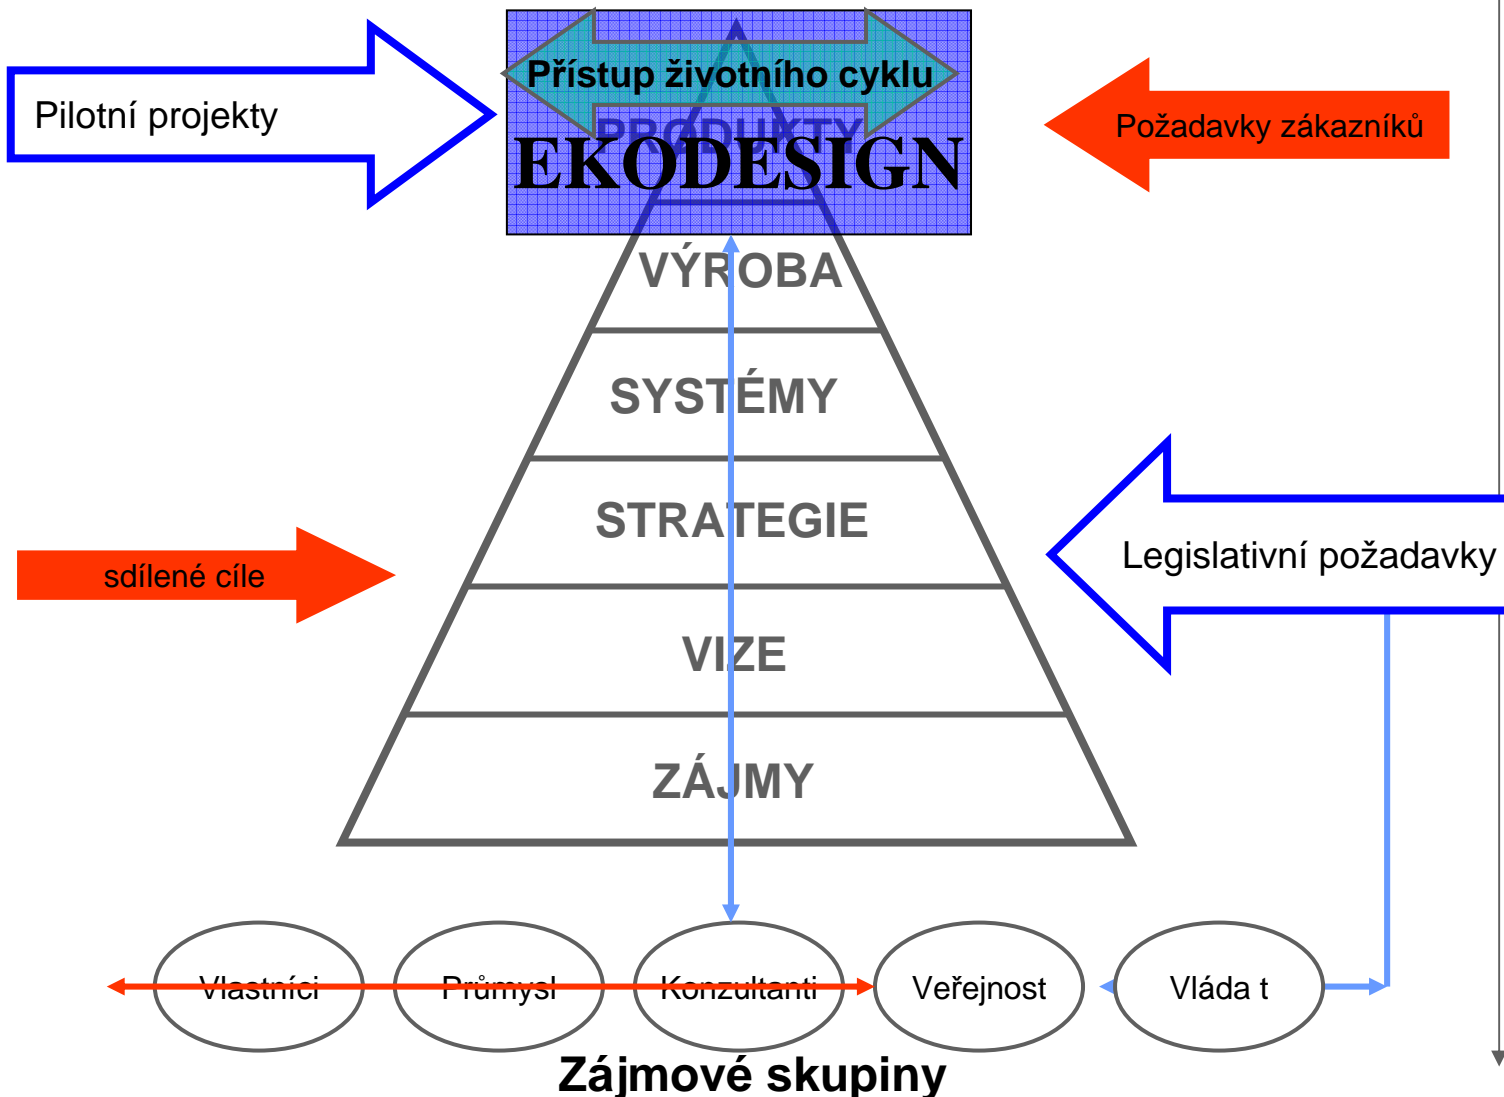 Přístup životního cyklu
Pilotní projekty
Požadavky zákazníků
PRODUKTY
EKODESIGN
VÝROBA
SYSTÉMY
STRATEGIE
Legislativní požadavky
sdílené cíle
VIZE
ZÁJMY
Vlastníci
Průmysl
Konzultanti
Veřejnost
Vláda t
Zájmové skupiny